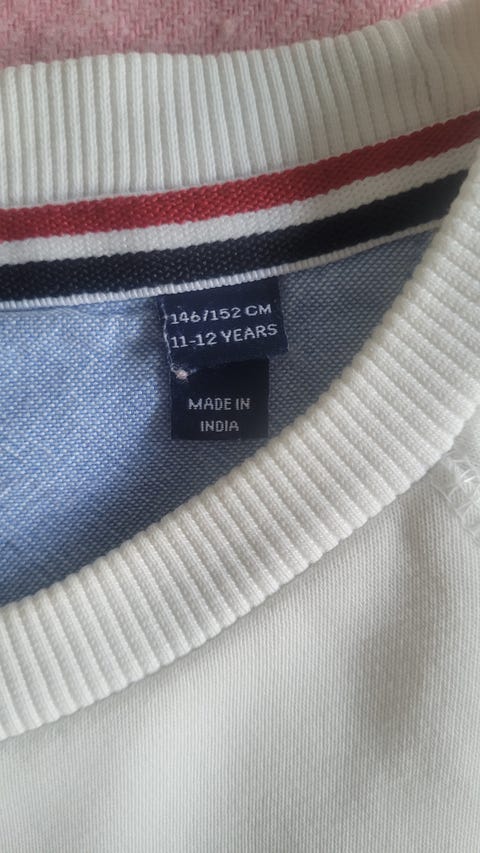 146/152 CM
11-12 YEARS
MADE IN
INDIA